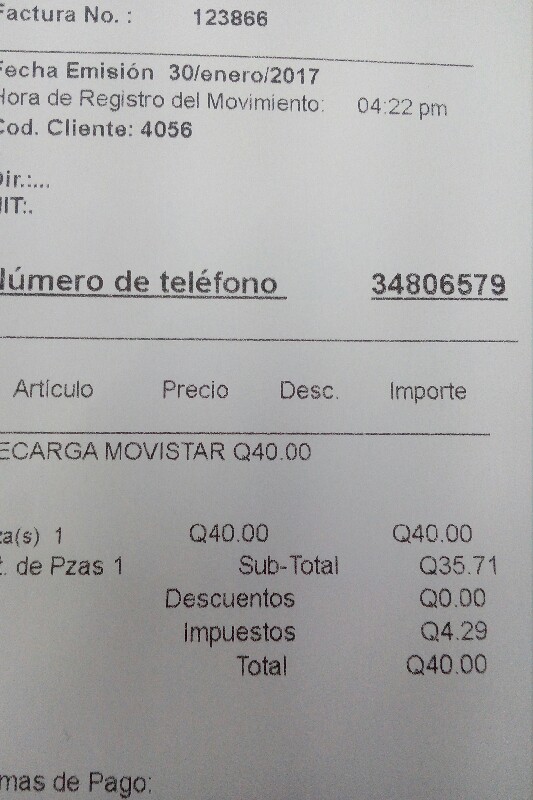 Factura No. : 123866
Fecha Emisión 30/enero/2017
Hora de Registro del Movimiento: 04:22 pm
Cod. Cliente: 4056
Dir.:...
NIT:.
Número de teléfono 34806579
Artículo Precio Desc. Importe
ECARGA MOVISTAR Q40.00
za(s) 1 Q40.00 Q40.00
t. de Pzas 1 Sub-Total Q35.71
Descuentos Q0.00
Impuestos Q4.29
Total Q40.00
mas de Pago: